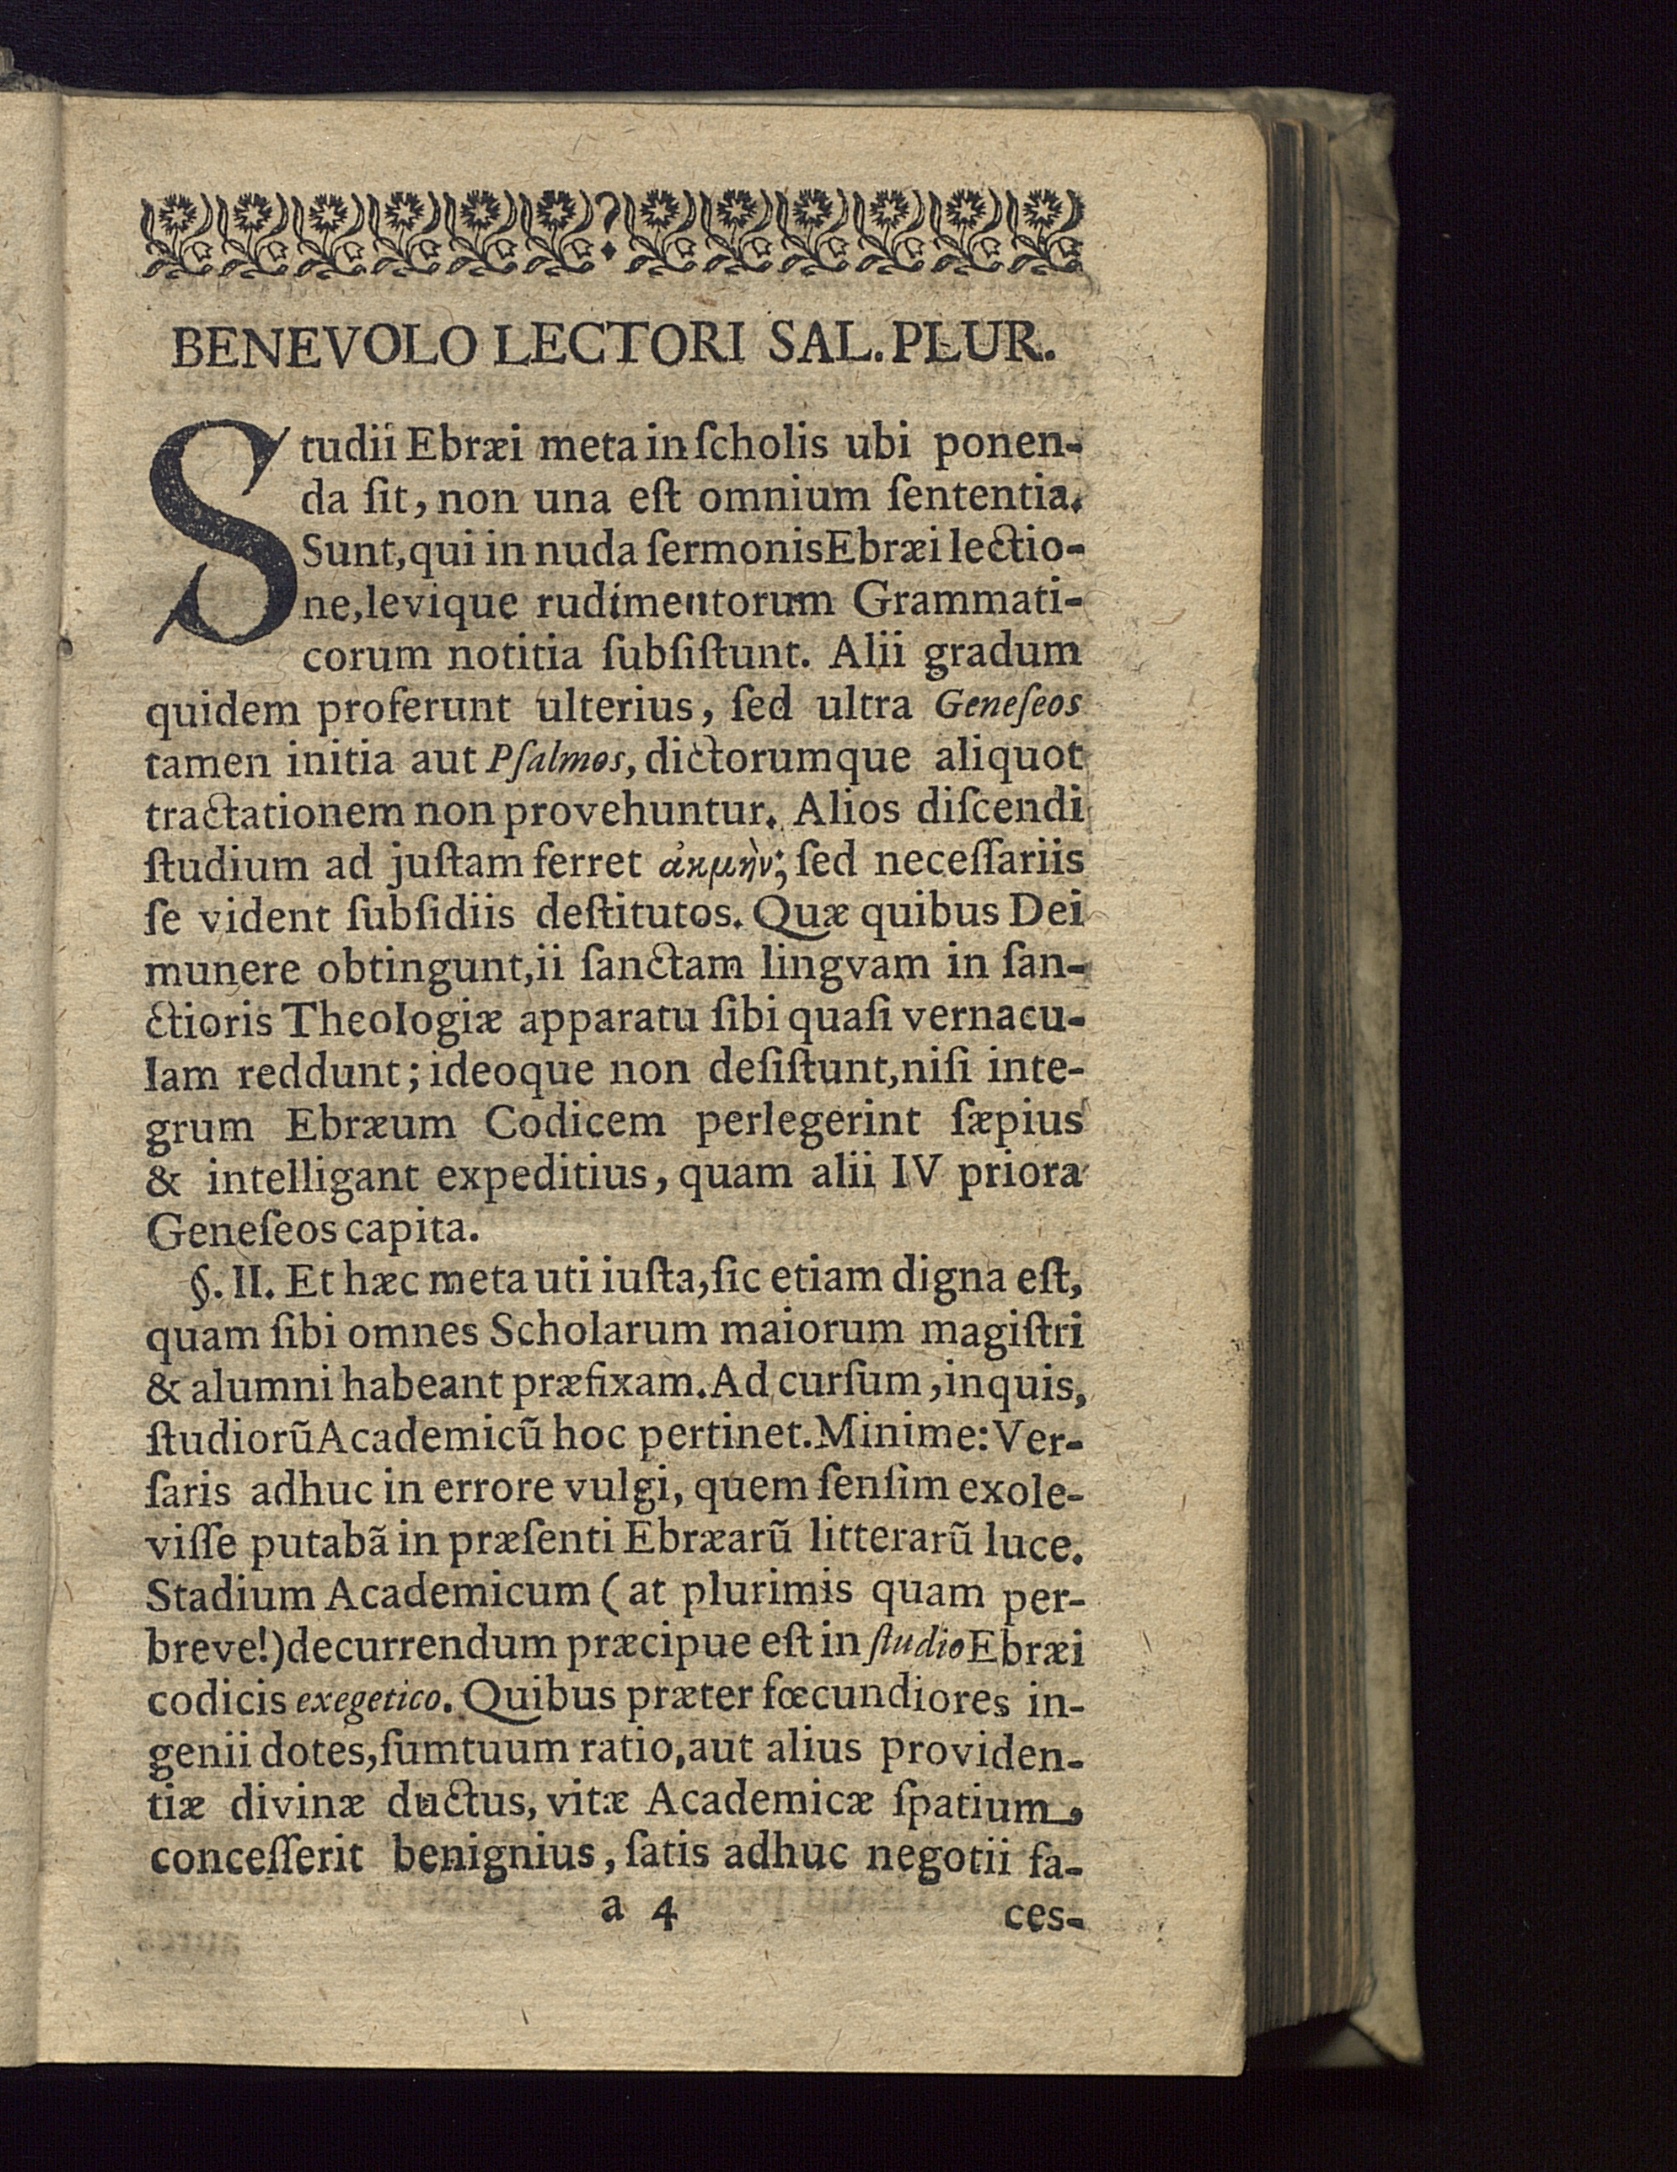 BENEVOLO LECTORI SAL. PLUR.
Studii Ebræi meta in ſcholis ubi ponen-
da ſit, non una eſt omnium ſententia.
Sunt, qui in nuda ſermonis Ebræi lectio-
ne, levique rudimentorum Grammati-
corum notitia ſubſiſtunt. Alii gradum
quidem proferunt ulterius, ſed ultra Geneſeos
tamen initia aut Pſalmos, dictorumque aliquot
tractationem non provehuntur. Alios diſcendi
ſtudium ad juſtam ferret ἀκμὴν; ſed neceſſariis
ſe vident ſubſidiis deſtitutos. Quæ quibus Dei
munere obtingunt, ii ſanctam lingvam in ſan-
ctioris Theologiæ apparatu ſibi quaſi vernacu-
lam reddunt; ideoque non deſiſtunt, niſi inte-
grum Ebræum Codicem perlegerint ſæpius
& intelligant expeditius, quam alii IV priora
Geneſeos capita.
§. II. Et hæc meta uti iuſta, ſic etiam digna eſt,
quam ſibi omnes Scholarum maiorum magiſtri
& alumni habeant præfixam. Ad curſum, inquis,
ſtudiorũ Academicũ hoc pertinet. Minime: Ver-
ſaris adhuc in errore vulgi, quem ſenſim exole-
viſſe putabã in præſenti Ebræarũ litterarũ luce.
Stadium Academicum (at plurimis quam per-
breve!) decurrendum præcipue eſt in ſtudio Ebræi
codicis exegetico. Quibus præter fœcundiores in-
genii dotes, ſumtuum ratio, aut alius providen-
tiæ divinæ ductus, vitæ Academicæ ſpatium,
conceſſerit benignius, ſatis adhuc negotii fa-
a 4 ces-